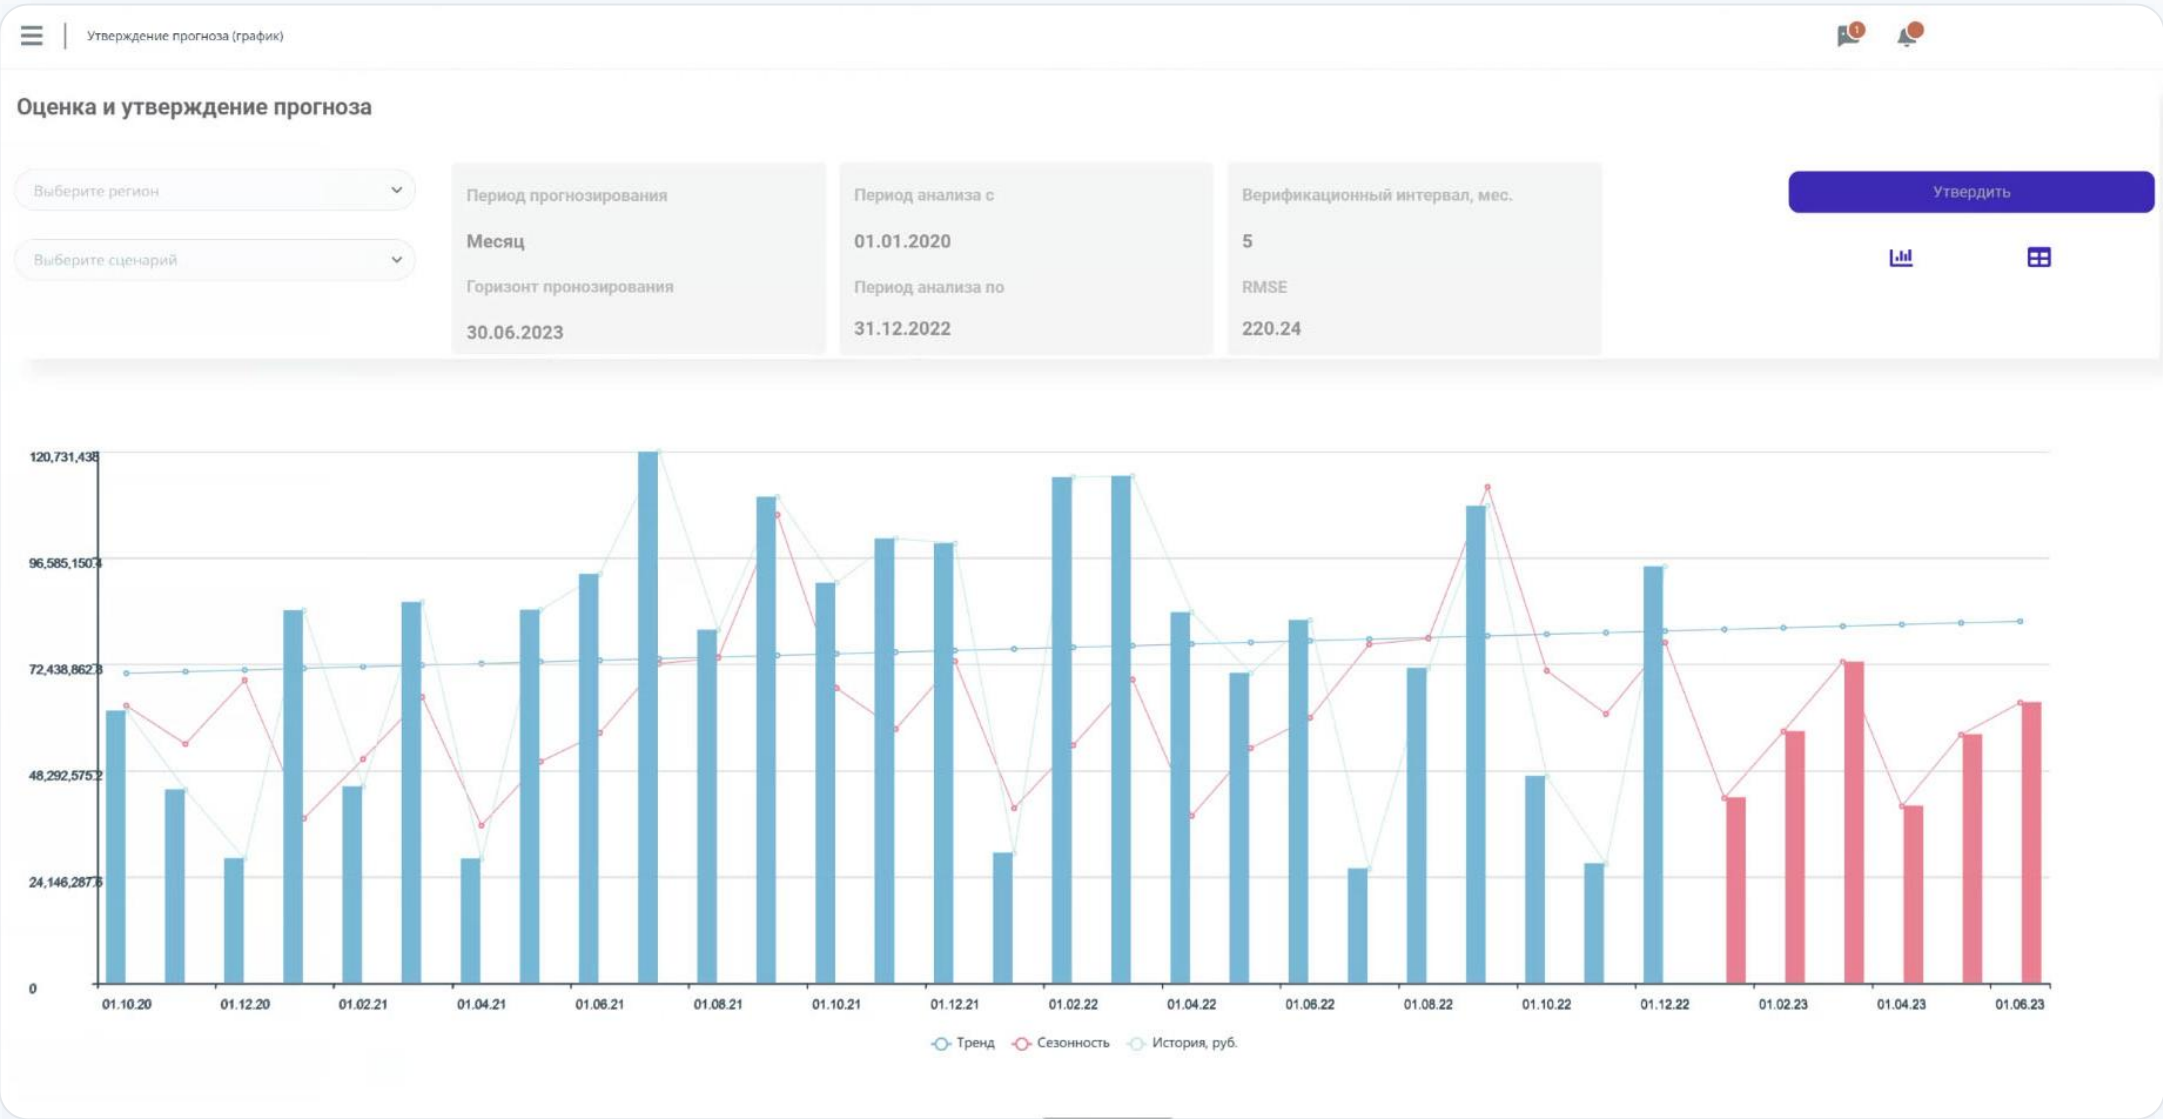 Утверждение прогноза (график)
1
Оценка и утверждение прогноза
Выберите регион
Выберите сценарий
Период прогнозирования
Месяц
Горизонт пронозирования
30.06.2023
Период анализа с
01.01.2020
Период анализа по
31.12.2022
Верификационный интервал, мес.
5
RMSE
220.24
Утвердить
120,731,438
96,585,150.4
72,438,862.8
48,292,575.2
24,146,287.6
0
01.10.20 01.12.20 01.02.21 01.04.21 01.06.21 01.08.21 01.10.21 01.12.21 01.02.22 01.04.22 01.06.22 01.08.22 01.10.22 01.12.22 01.02.23 01.04.23 01.06.23
Тренд Сезонность История, руб.